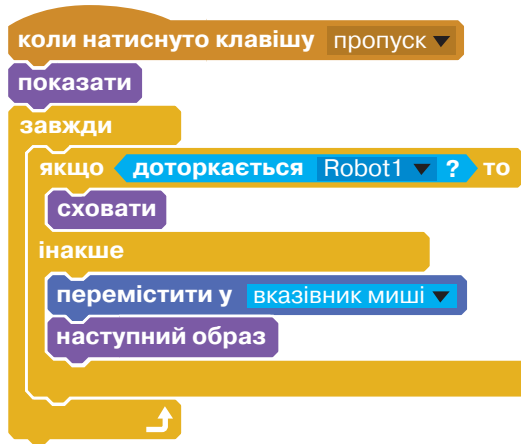 коли натиснуто клавішу пропуск
показати
завжди
якщо доторкається Robot1 ? то
сховати
інакше
перемістити у вказівник миші
наступний образ